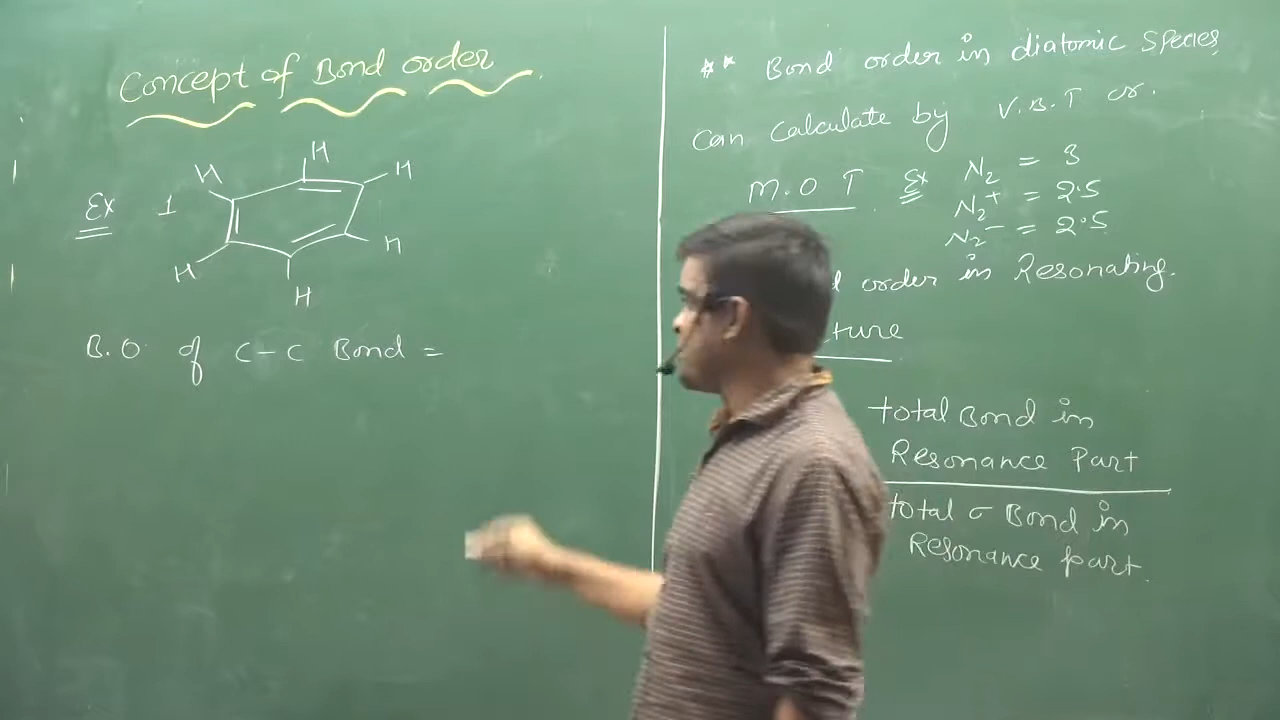 Concept of Bond order
Ex 1
H
H
H
H
H
H
B.O. of C-C Bond =
** Bond order in diatomic Species
Can Calculate by V.B.T or.
M.O T Ex N₂ = 3
N₂⁺ = 2.5
N₂⁻ = 2.5
order in Resonating.
total Bond in
Resonance Part
total σ Bond in
Resonance part.